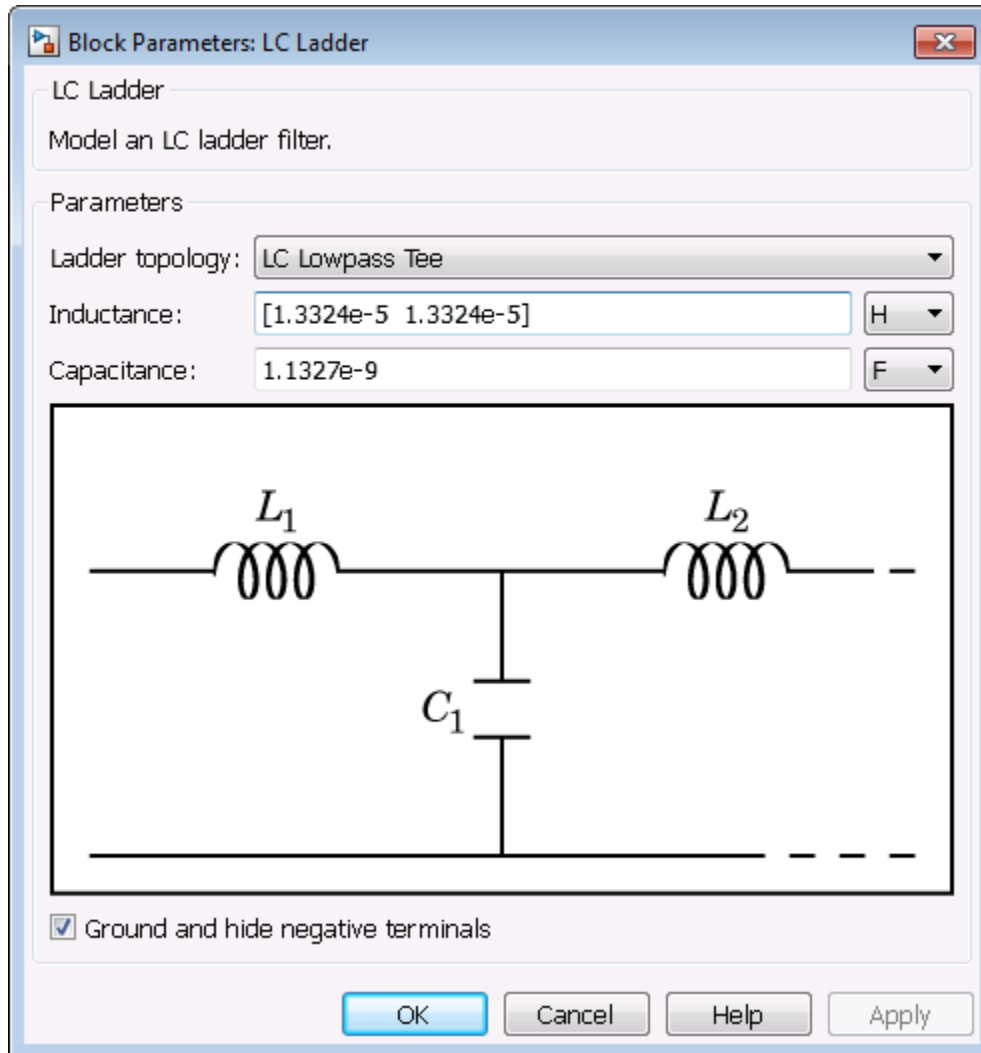 Block Parameters: LC Ladder
LC Ladder
Model an LC ladder filter.
Parameters
Ladder topology: LC Lowpass Tee
Inductance: [1.3324e-5 1.3324e-5] H
Capacitance: 1.1327e-9 F
L1 L2
C1
Ground and hide negative terminals
OK Cancel Help Apply